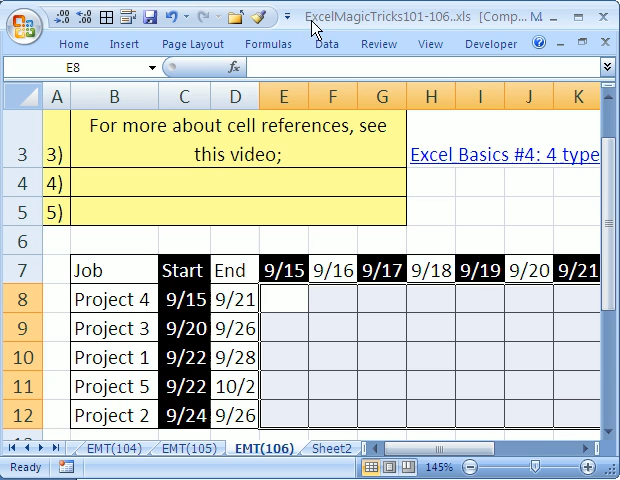 ExcelMagicTricks101-106..xls [Comp... M
Home Insert Page Layout Formulas Data Review View Developer
E8 fx
A B C D E F G H I J K
3 3) For more about cell references, see
this video; Excel Basics #4: 4 type
4 4)
5 5)
6
7 Job Start End 9/15 9/16 9/17 9/18 9/19 9/20 9/21
8 Project 4 9/15 9/21
9 Project 3 9/20 9/26
10 Project 1 9/22 9/28
11 Project 5 9/22 10/2
12 Project 2 9/24 9/26
EMT(104) EMT(105) EMT(106) Sheet2
Ready 145%